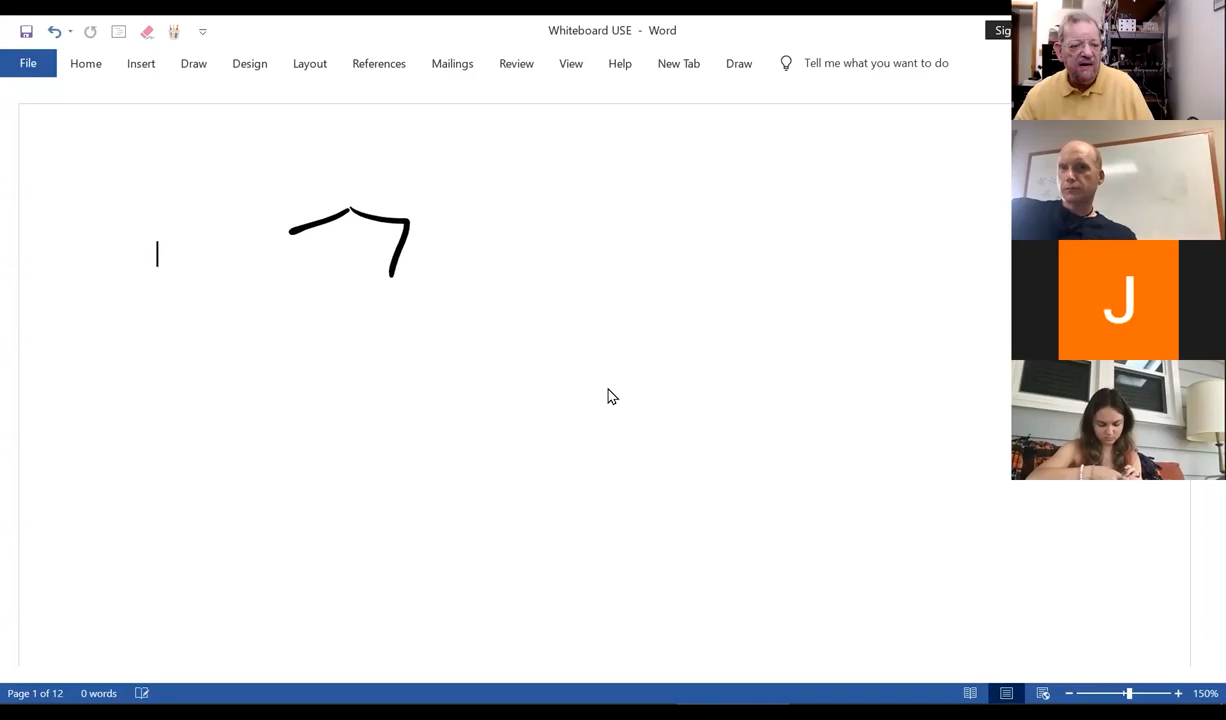 Whiteboard USE - Word
Sig
File Home Insert Draw Design Layout References Mailings Review View Help New Tab Draw Tell me what you want to do
J
Page 1 of 12 0 words 150%